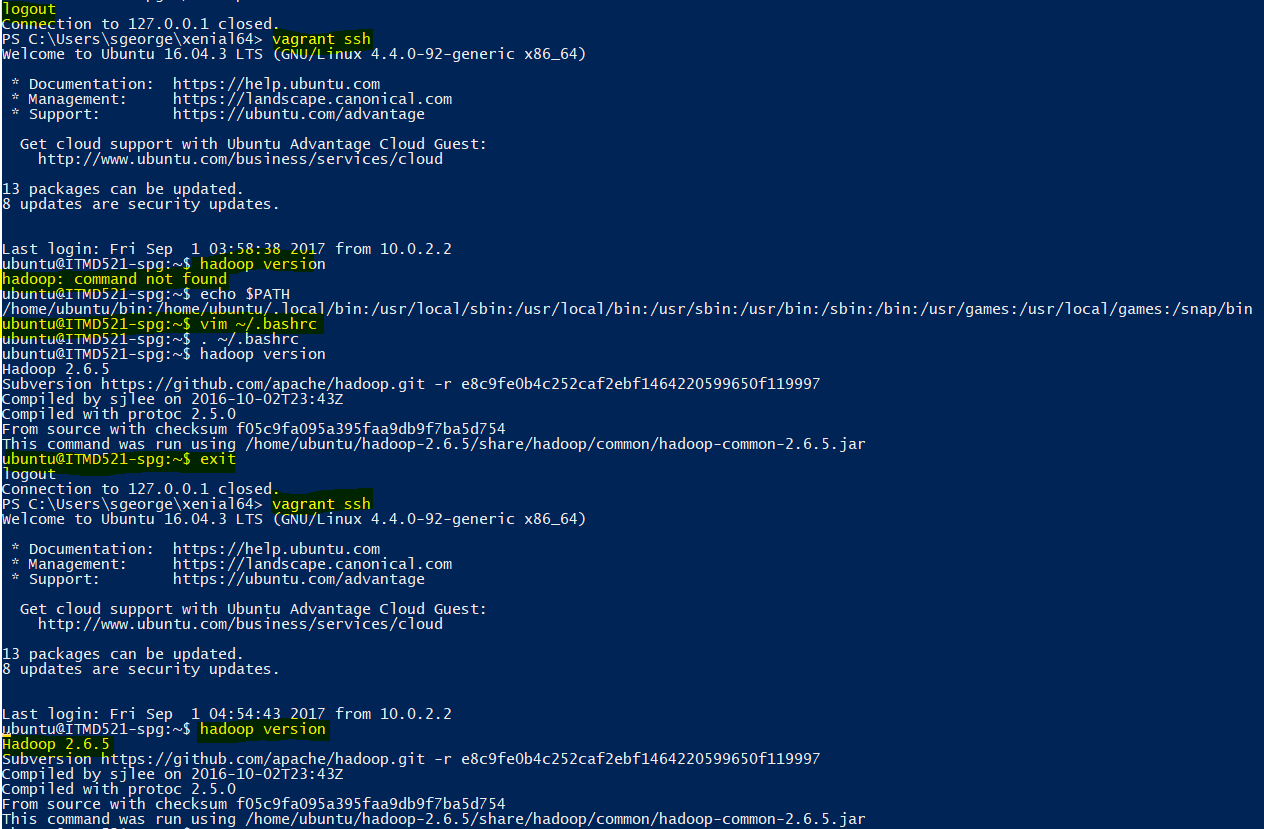 logout
Connection to 127.0.0.1 closed.
PS C:\Users\sgeorge\xenial64> vagrant ssh
Welcome to Ubuntu 16.04.3 LTS (GNU/Linux 4.4.0-92-generic x86_64)
* Documentation:  https://help.ubuntu.com
* Management:     https://landscape.canonical.com
* Support:        https://ubuntu.com/advantage
Get cloud support with Ubuntu Advantage Cloud Guest:
http://www.ubuntu.com/business/services/cloud
13 packages can be updated.
8 updates are security updates.
Last login: Fri Sep  1 03:58:38 2017 from 10.0.2.2
ubuntu@ITMD521-spg:~$ hadoop version
hadoop: command not found
ubuntu@ITMD521-spg:~$ echo $PATH
/home/ubuntu/bin:/home/ubuntu/.local/bin:/usr/local/sbin:/usr/local/bin:/usr/sbin:/usr/bin:/sbin:/bin:/usr/games:/usr/local/games:/snap/bin
ubuntu@ITMD521-spg:~$ vim ~/.bashrc
ubuntu@ITMD521-spg:~$ . ~/.bashrc
ubuntu@ITMD521-spg:~$ hadoop version
Hadoop 2.6.5
Subversion https://github.com/apache/hadoop.git -r e8c9fe0b4c252caf2ebf1464220599650f119997
Compiled by sjlee on 2016-10-02T23:43Z
Compiled with protoc 2.5.0
From source with checksum f05c9fa095a395faa9db9f7ba5d754
This command was run using /home/ubuntu/hadoop-2.6.5/share/hadoop/common/hadoop-common-2.6.5.jar
ubuntu@ITMD521-spg:~$ exit
logout
Connection to 127.0.0.1 closed.
PS C:\Users\sgeorge\xenial64> vagrant ssh
Welcome to Ubuntu 16.04.3 LTS (GNU/Linux 4.4.0-92-generic x86_64)
* Documentation:  https://help.ubuntu.com
* Management:     https://landscape.canonical.com
* Support:        https://ubuntu.com/advantage
Get cloud support with Ubuntu Advantage Cloud Guest:
http://www.ubuntu.com/business/services/cloud
13 packages can be updated.
8 updates are security updates.
Last login: Fri Sep  1 04:54:43 2017 from 10.0.2.2
ubuntu@ITMD521-spg:~$ hadoop version
Hadoop 2.6.5
Subversion https://github.com/apache/hadoop.git -r e8c9fe0b4c252caf2ebf1464220599650f119997
Compiled by sjlee on 2016-10-02T23:43Z
Compiled with protoc 2.5.0
From source with checksum f05c9fa095a395faa9db9f7ba5d754
This command was run using /home/ubuntu/hadoop-2.6.5/share/hadoop/common/hadoop-common-2.6.5.jar